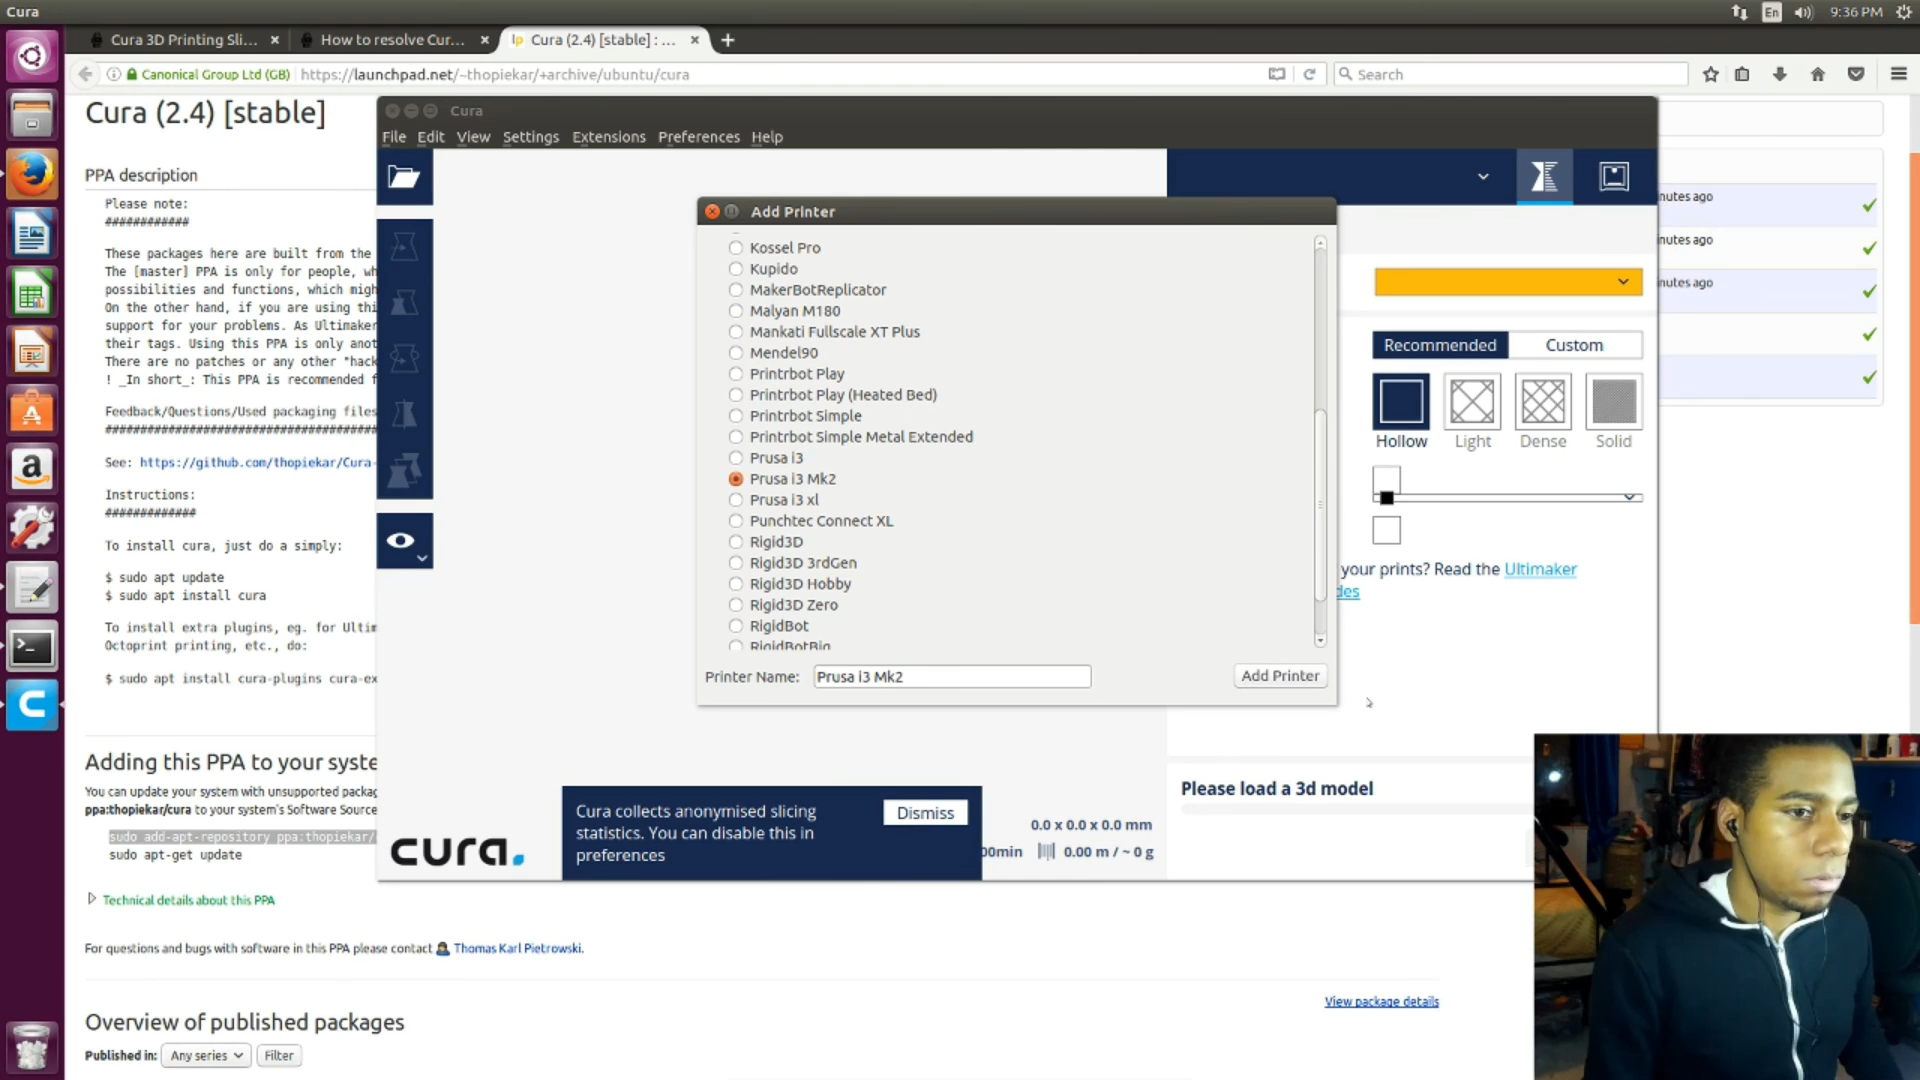 Cura
En
9:36 PM
Cura 3D Printing Sli...
How to resolve Cur...
lp Cura (2.4) [stable] : ...
Canonical Group Ltd (GB)
https://launchpad.net/~thopiekar/+archive/ubuntu/cura
Search
Cura (2.4) [stable]
PPA description
Please note:
############
These packages here are built from the
The [master] PPA is only for people, wh
possibilities and functions, which migh
On the other hand, if you are using thi
support for your problems. As Ultimaker
their tags. Using this PPA is only anot
There are no patches or any other "hack
! _In short_: This PPA is recommended f
Feedback/Questions/Used packaging files
See: https://github.com/thopiekar/Cura-
Instructions:
#############
To install cura, just do a simply:
$ sudo apt update
$ sudo apt install cura
To install extra plugins, eg. for Ultim
Octoprint printing, etc., do:
$ sudo apt install cura-plugins cura-ex
Adding this PPA to your syste
You can update your system with unsupported packag
ppa:thopiekar/cura to your system's Software Source
sudo add-apt-repository ppa:thopiekar/
sudo apt-get update
Technical details about this PPA
For questions and bugs with software in this PPA please contact Thomas Karl Pietrowski.
View package details
Overview of published packages
Published in: Any series Filter
Cura
File Edit View Settings Extensions Preferences Help
Add Printer
Kossel Pro
Kupido
MakerBotReplicator
Malyan M180
Mankati Fullscale XT Plus
Mendel90
Printrbot Play
Printrbot Play (Heated Bed)
Printrbot Simple
Printrbot Simple Metal Extended
Prusa i3
Prusa i3 Mk2
Prusa i3 xl
Punchtec Connect XL
Rigid3D
Rigid3D 3rdGen
Rigid3D Hobby
Rigid3D Zero
RigidBot
RigidBotBig
Printer Name: Prusa i3 Mk2
Add Printer
Recommended Custom
Hollow Light Dense Solid
your prints? Read the Ultimaker
des
Please load a 3d model
Cura collects anonymised slicing
statistics. You can disable this in
preferences
Dismiss
0.0 x 0.0 x 0.0 mm
00min 0.00 m / ~ 0 g
cura.
nutes ago
nutes ago
nutes ago